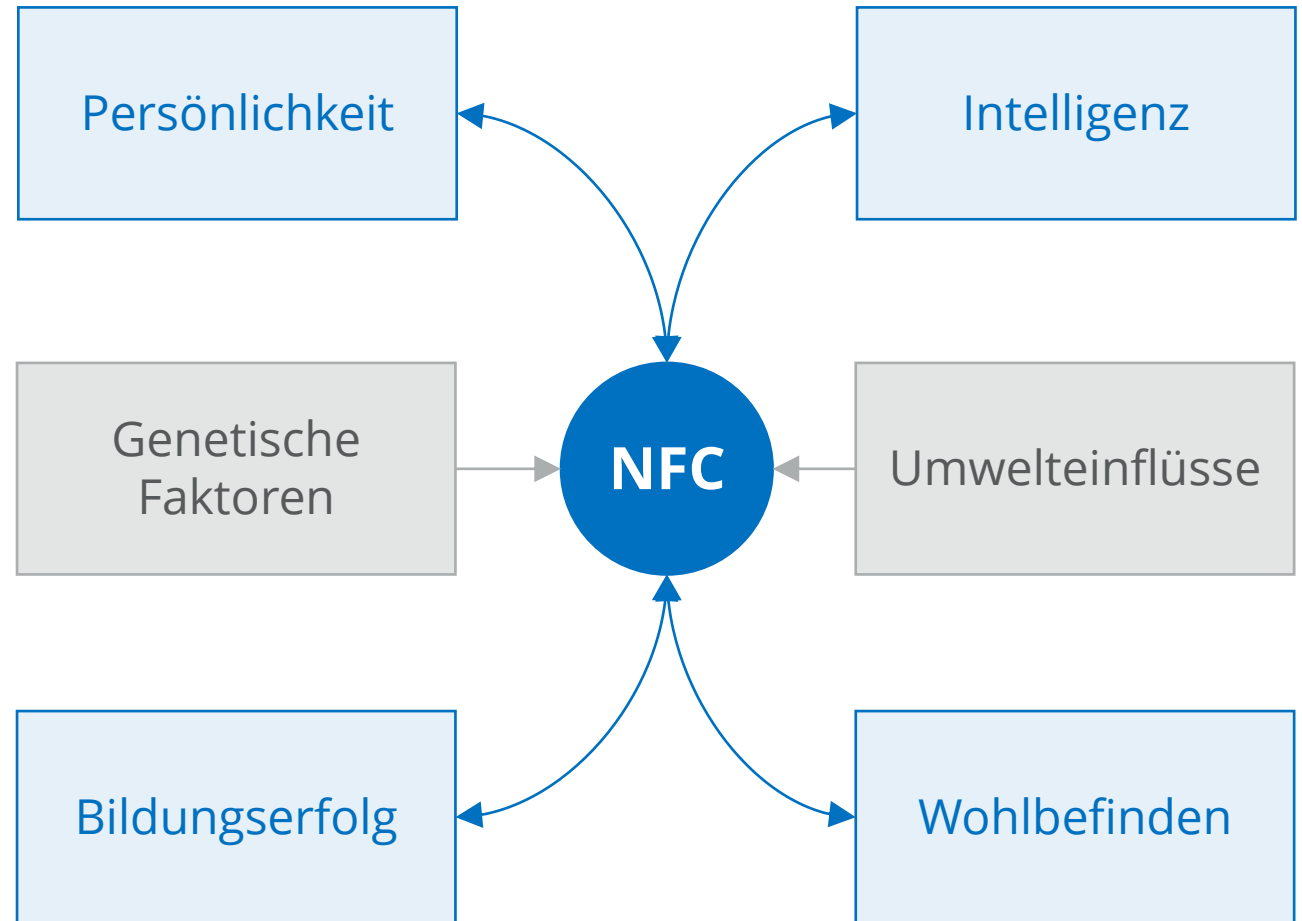 Persönlichkeit
Intelligenz
Genetische
Faktoren
NFC
Umwelteinflüsse
Bildungserfolg
Wohlbefinden